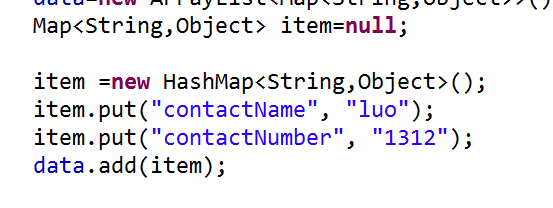 data=new ArrayList<Map<String,Object>>()
Map<String,Object> item=null;
item =new HashMap<String,Object>();
item.put("contactName", "luo");
item.put("contactNumber", "1312");
data.add(item);